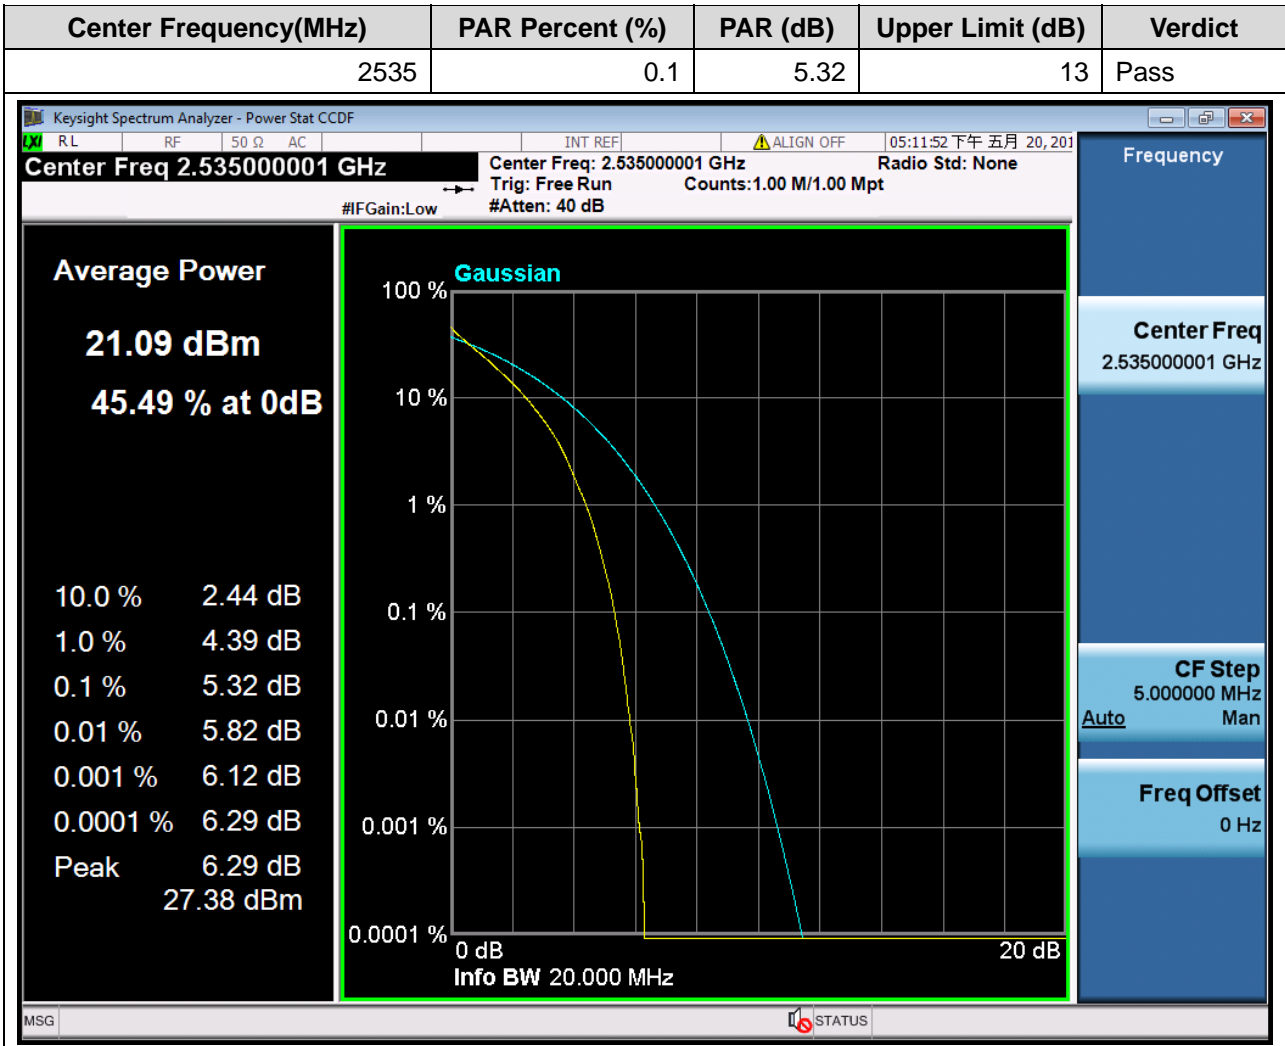 Center Frequency(MHz) PAR Percent (%) PAR (dB) Upper Limit (dB) Verdict
2535 0.1 5.32 13 Pass
Keysight Spectrum Analyzer - Power Stat CCDF
LXI RL RF 50 Ω AC INT REF ALIGN OFF 05:11:52 下午 五月 20, 201
Center Freq 2.535000001 GHz
Center Freq: 2.535000001 GHz Radio Std: None
Trig: Free Run Counts:1.00 M/1.00 Mpt
#IFGain:Low #Atten: 40 dB
Average Power
21.09 dBm
45.49 % at 0dB
10.0 % 2.44 dB
1.0 % 4.39 dB
0.1 % 5.32 dB
0.01 % 5.82 dB
0.001 % 6.12 dB
0.0001 % 6.29 dB
Peak 6.29 dB
27.38 dBm
Gaussian
100 %
10 %
1 %
0.1 %
0.01 %
0.001 %
0.0001 %
0 dB 20 dB
Info BW 20.000 MHz
Frequency
Center Freq
2.535000001 GHz
CF Step
5.000000 MHz
Auto Man
Freq Offset
0 Hz
MSG STATUS